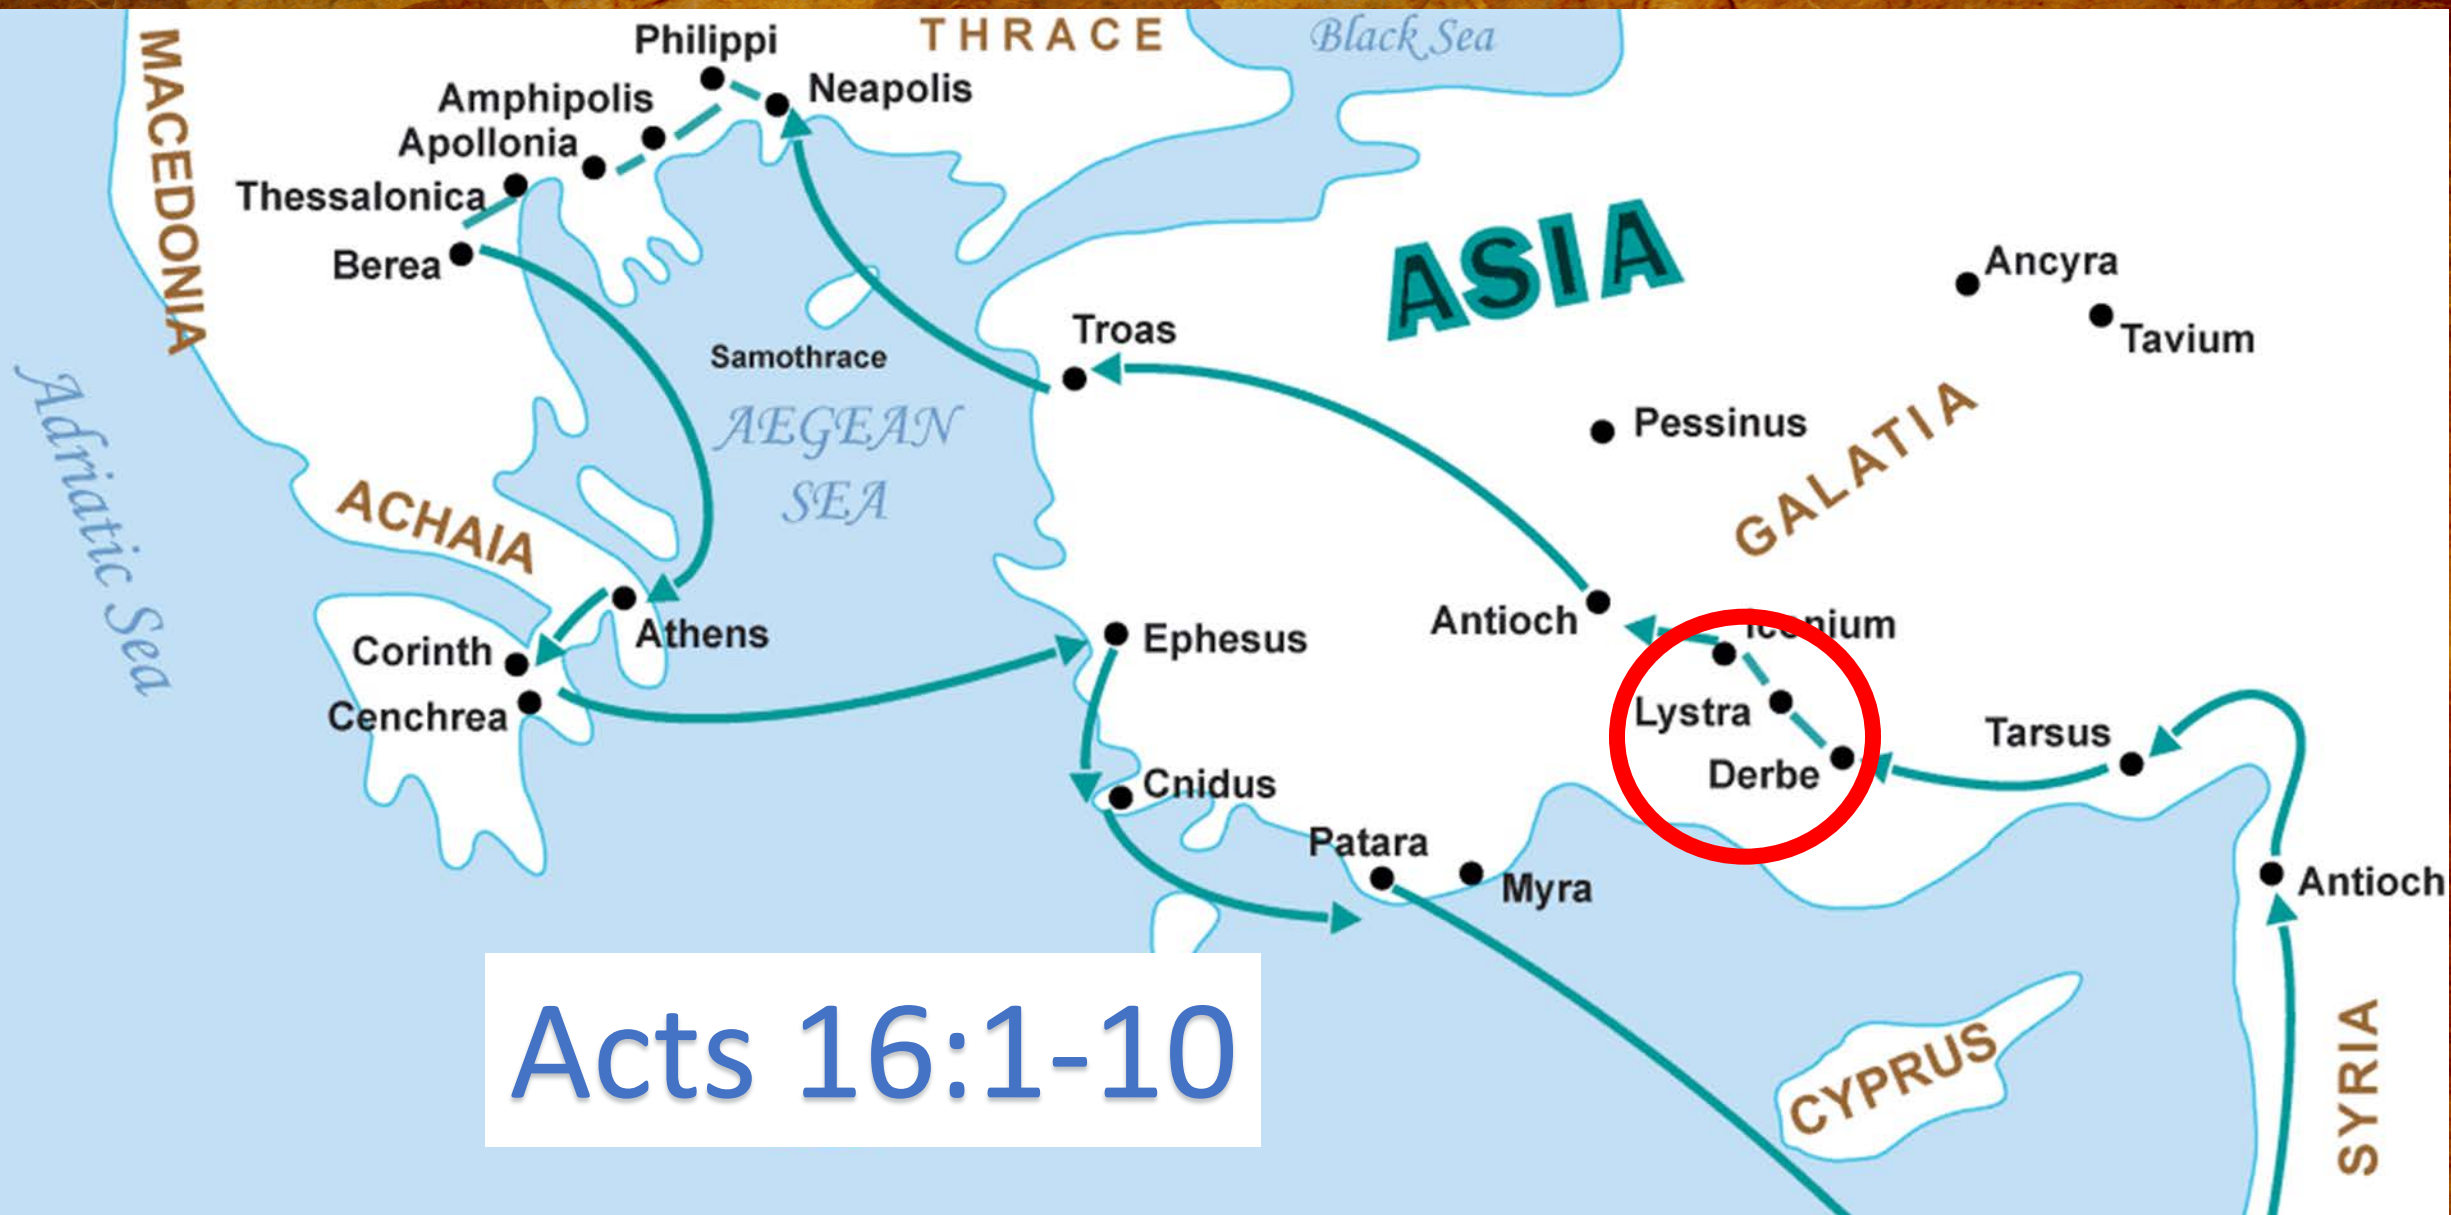 Philippi
THRACE
Black Sea
MACEDONIA
Amphipolis
Neapolis
Apollonia
Thessalonica
Berea
ASIA
Ancyra
Tavium
Troas
Samothrace
AEGEAN
SEA
Adriatic Sea
Pessinus
GALATIA
ACHAIA
Antioch
Iconium
Athens
Ephesus
Corinth
Cenchrea
Lystra
Tarsus
Derbe
Cnidus
Patara
Myra
Antioch
Acts 16:1-10
CYPRUS
SYRIA